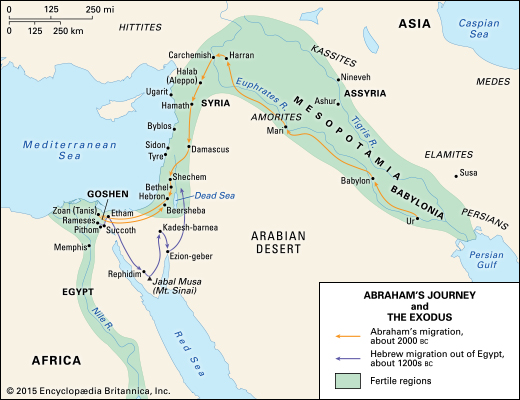 0 125 250 mi
0 125 250 km
HITTITES
ASIA
Caspian
Sea
Carchemish
Harran
KASSITES
Nineveh
MEDES
Halab
(Aleppo)
Euphrates R.
ASSYRIA
Ugarit
Hamath
SYRIA
Ashur
MESOPOTAMIA
Tigris R.
AMORITES
Mari
Byblos
Mediterranean
Sea
Sidon
Tyre
Damascus
ELAMITES
Susa
Babylon
BABYLONIA
Shechem
Bethel
Hebron
Dead Sea
Beersheba
GOSHEN
Zoan (Tanis)
Etham
Rameses
Pithom
Succoth
Kadesh-barnea
Ur
PERSIANS
Memphis
Ezion-geber
ARABIAN
DESERT
Persian
Gulf
Rephidim
Jabal Musa
(Mt. Sinai)
EGYPT
Nile R.
Red Sea
AFRICA
ABRAHAM'S JOURNEY
and
THE EXODUS
Abraham's migration,
about 2000 BC
Hebrew migration out of Egypt,
about 1200s BC
Fertile regions
© 2015 Encyclopædia Britannica, Inc.